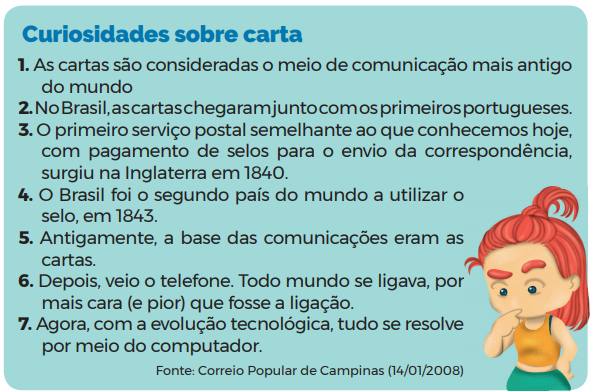 Curiosidades sobre carta
1. As cartas são consideradas o meio de comunicação mais antigo
do mundo
2. No Brasil, as cartas chegaram junto com os primeiros portugueses.
3. O primeiro serviço postal semelhante ao que conhecemos hoje,
com pagamento de selos para o envio da correspondência,
surgiu na Inglaterra em 1840.
4. O Brasil foi o segundo país do mundo a utilizar o
selo, em 1843.
5. Antigamente, a base das comunicações eram as
cartas.
6. Depois, veio o telefone. Todo mundo se ligava, por
mais cara (e pior) que fosse a ligação.
7. Agora, com a evolução tecnológica, tudo se resolve
por meio do computador.
Fonte: Correio Popular de Campinas (14/01/2008)